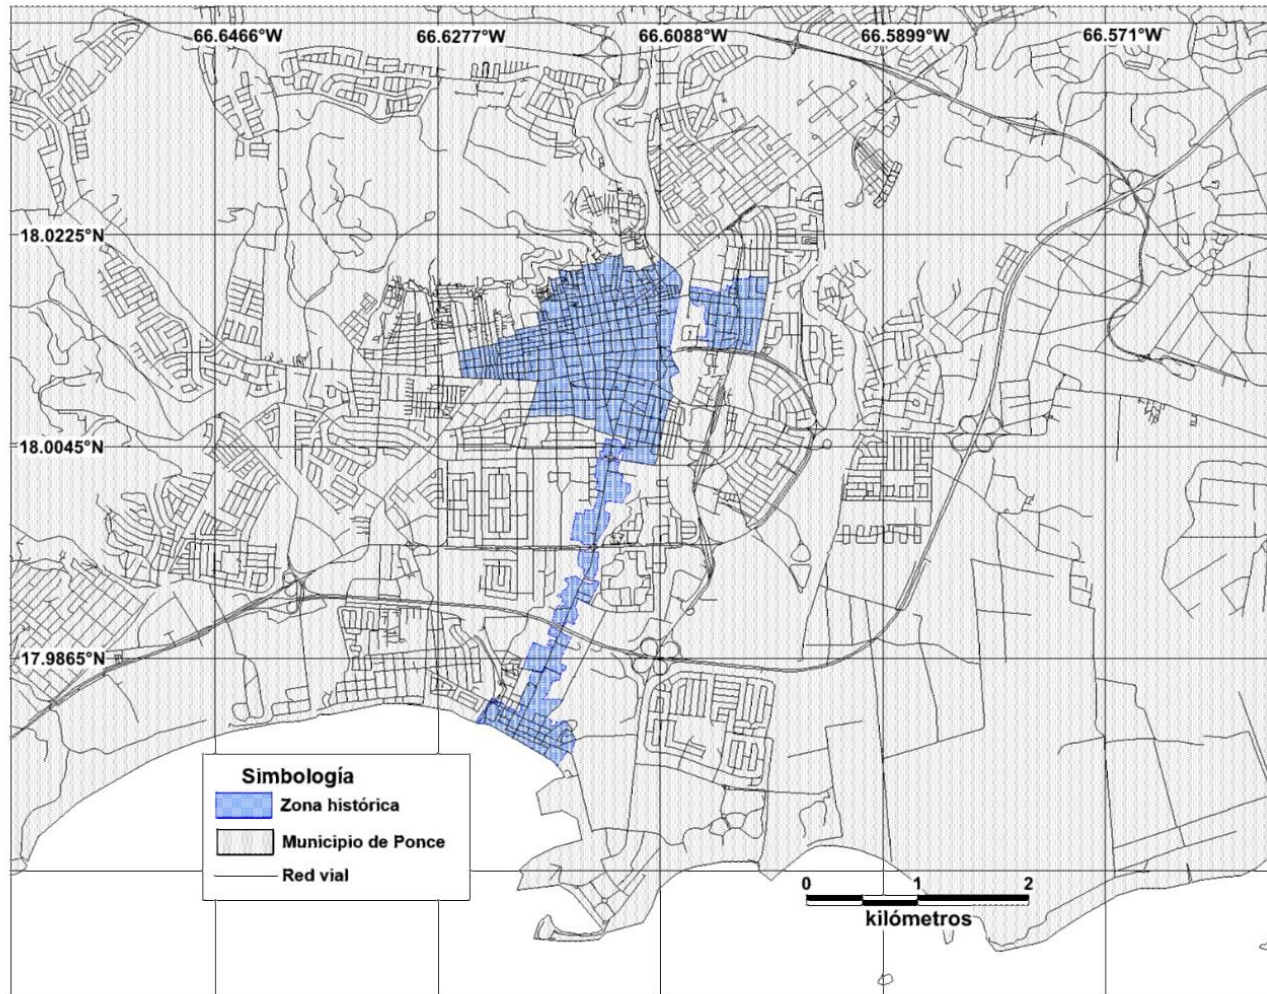 66.6466°W 66.6277°W 66.6088°W 66.5899°W 66.571°W
18.0225°N
18.0045°N
17.9865°N
Simbología
Zona histórica
Municipio de Ponce
Red vial
0 1 2
kilómetros